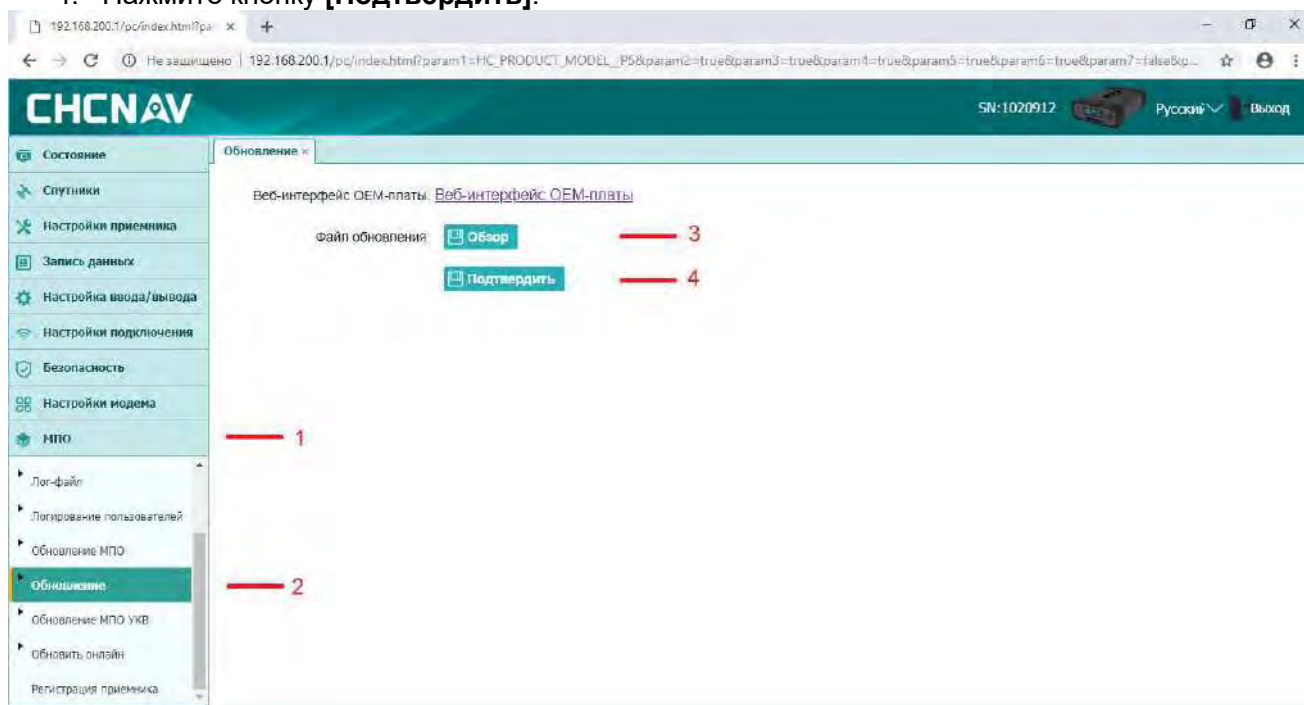 4. Нажмите кнопку [Подтвердить].
192.168.200.1/pc/index.html?pa
Не защищено | 192.168.200.1/pc/index.html?param1=HC_PRODUCT_MODEL__P5&param2=true&param3=true&param4=true&param5=true&param6=true&param7=false&p...
CHCNAV
SN:1020912
Русский
Выход
Состояние
Обновление ×
Спутники
Веб-интерфейс OEM-платы. Веб-интерфейс OEM-платы
Настройки приемника
Файл обновления
Обзор
3
Запись данных
Подтвердить
4
Настройка ввода/вывода
Настройки подключения
Безопасность
Настройки модема
МПО
1
Лог-файл
Логирование пользователей
Обновление МПО
Обновление
2
Обновление МПО УКВ
Обновить онлайн
Регистрация приемника